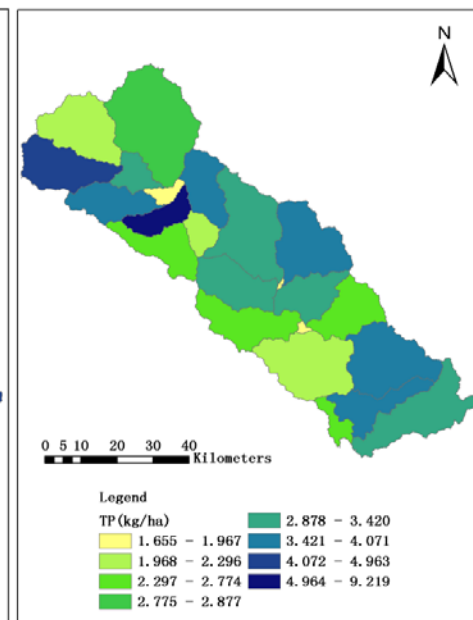 N
0 5 10 20 30 40
Kilometers
Legend
TP(kg/ha)
1.655 - 1.967
1.968 - 2.296
2.297 - 2.774
2.775 - 2.877
2.878 - 3.420
3.421 - 4.071
4.072 - 4.963
4.964 - 9.219